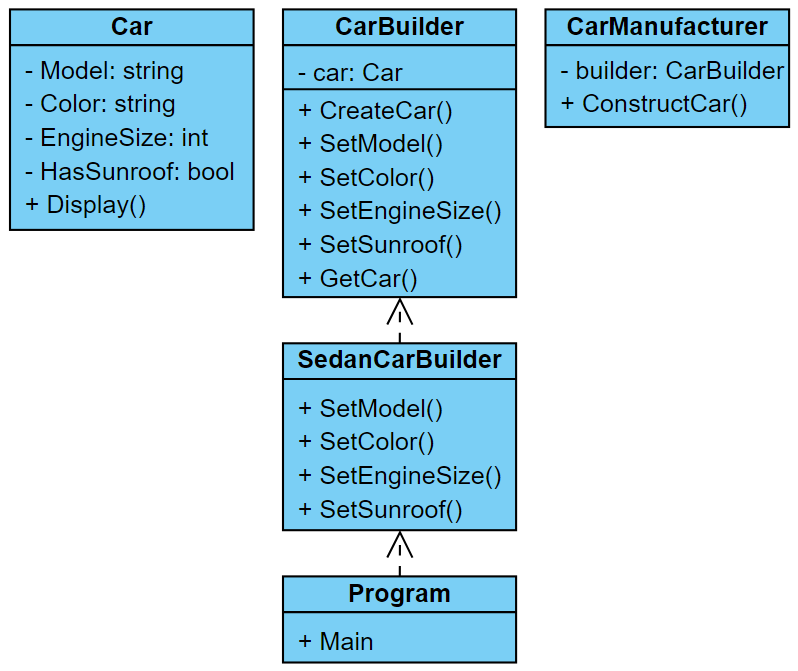 Car
- Model: string
- Color: string
- EngineSize: int
- HasSunroof: bool
+ Display()
CarBuilder
- car: Car
+ CreateCar()
+ SetModel()
+ SetColor()
+ SetEngineSize()
+ SetSunroof()
+ GetCar()
CarManufacturer
- builder: CarBuilder
+ ConstructCar()
SedanCarBuilder
+ SetModel()
+ SetColor()
+ SetEngineSize()
+ SetSunroof()
Program
+ Main